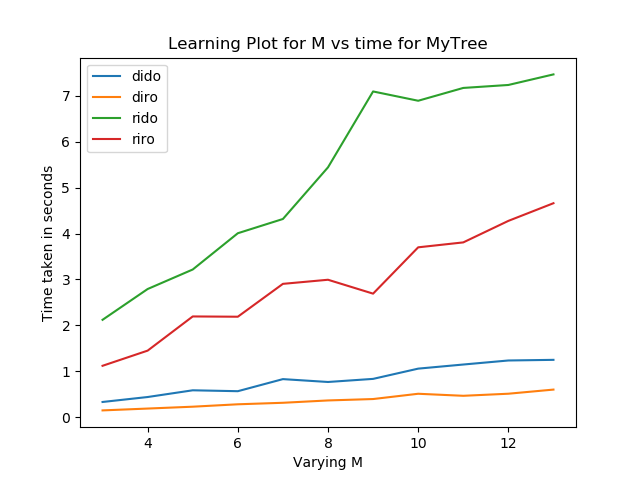 Learning Plot for M vs time for MyTree
dido
diro
rido
riro
7
6
5
4
3
2
1
0
Time taken in seconds
4
6
8
10
12
Varying M